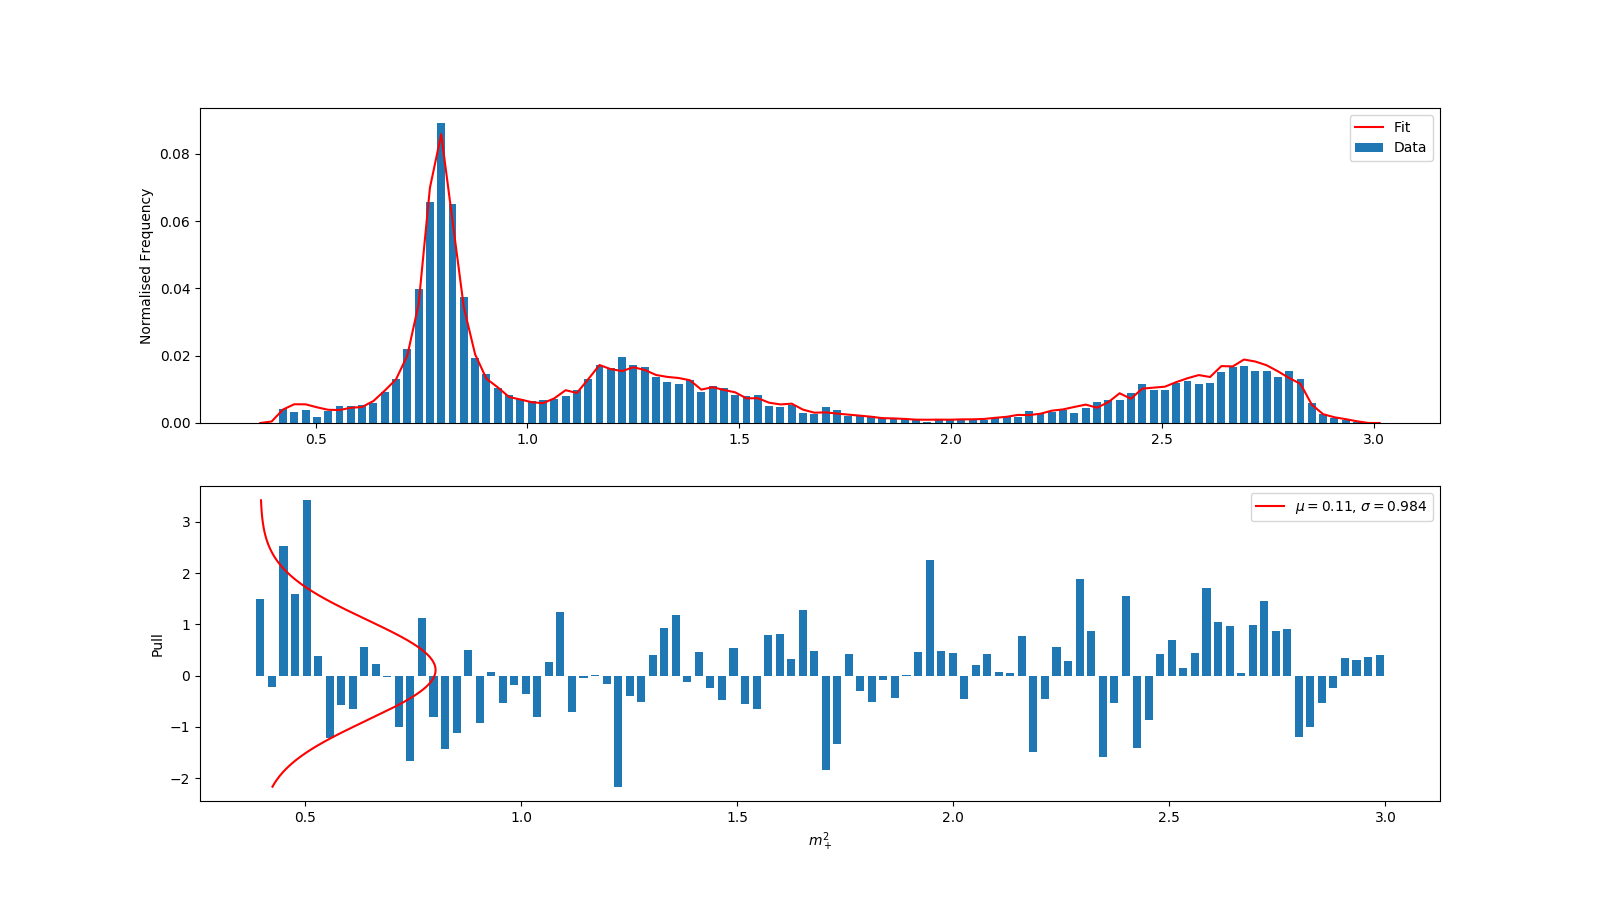 Normalised Frequency
0.08
0.06
0.04
0.02
0.00
0.5 1.0 1.5 2.0 2.5 3.0
Fit
Data
Pull
3
2
1
0
−1
−2
0.5 1.0 1.5 2.0 2.5 3.0
μ = 0.11, σ = 0.984
m²₊